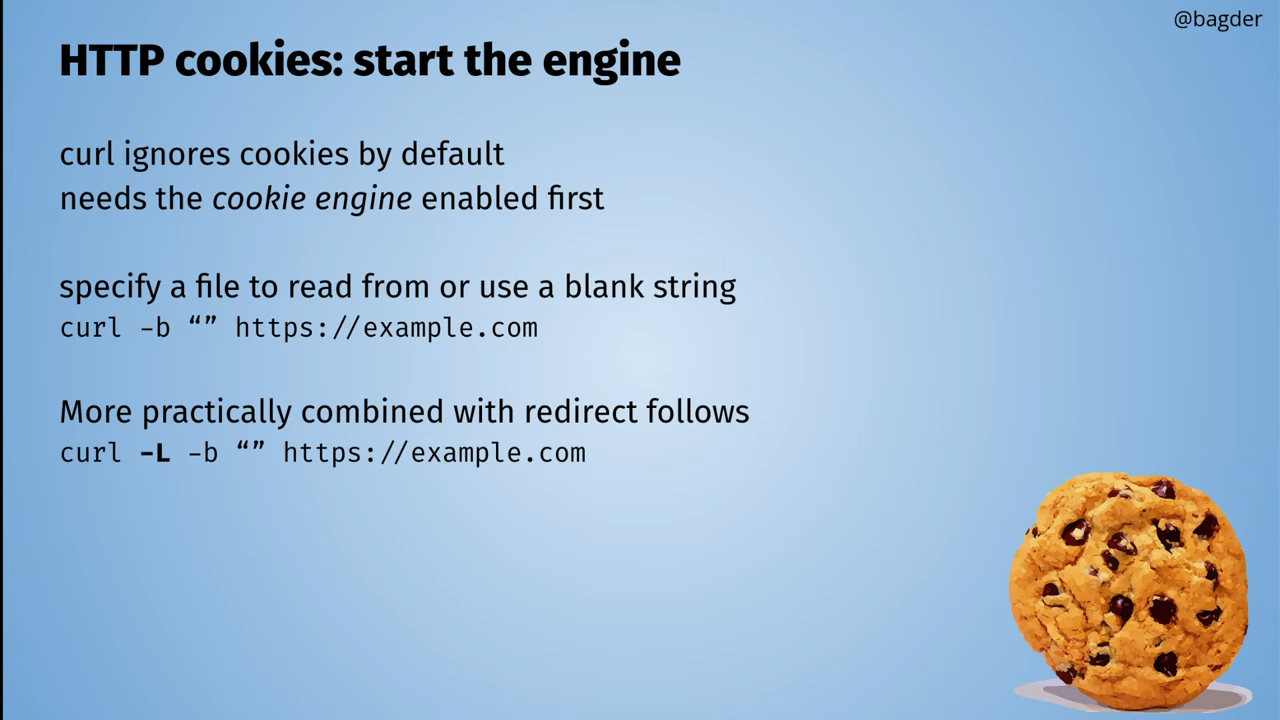 @bagder
HTTP cookies: start the engine
curl ignores cookies by default
needs the cookie engine enabled first
specify a file to read from or use a blank string
curl -b “” https://example.com
More practically combined with redirect follows
curl -L -b “” https://example.com